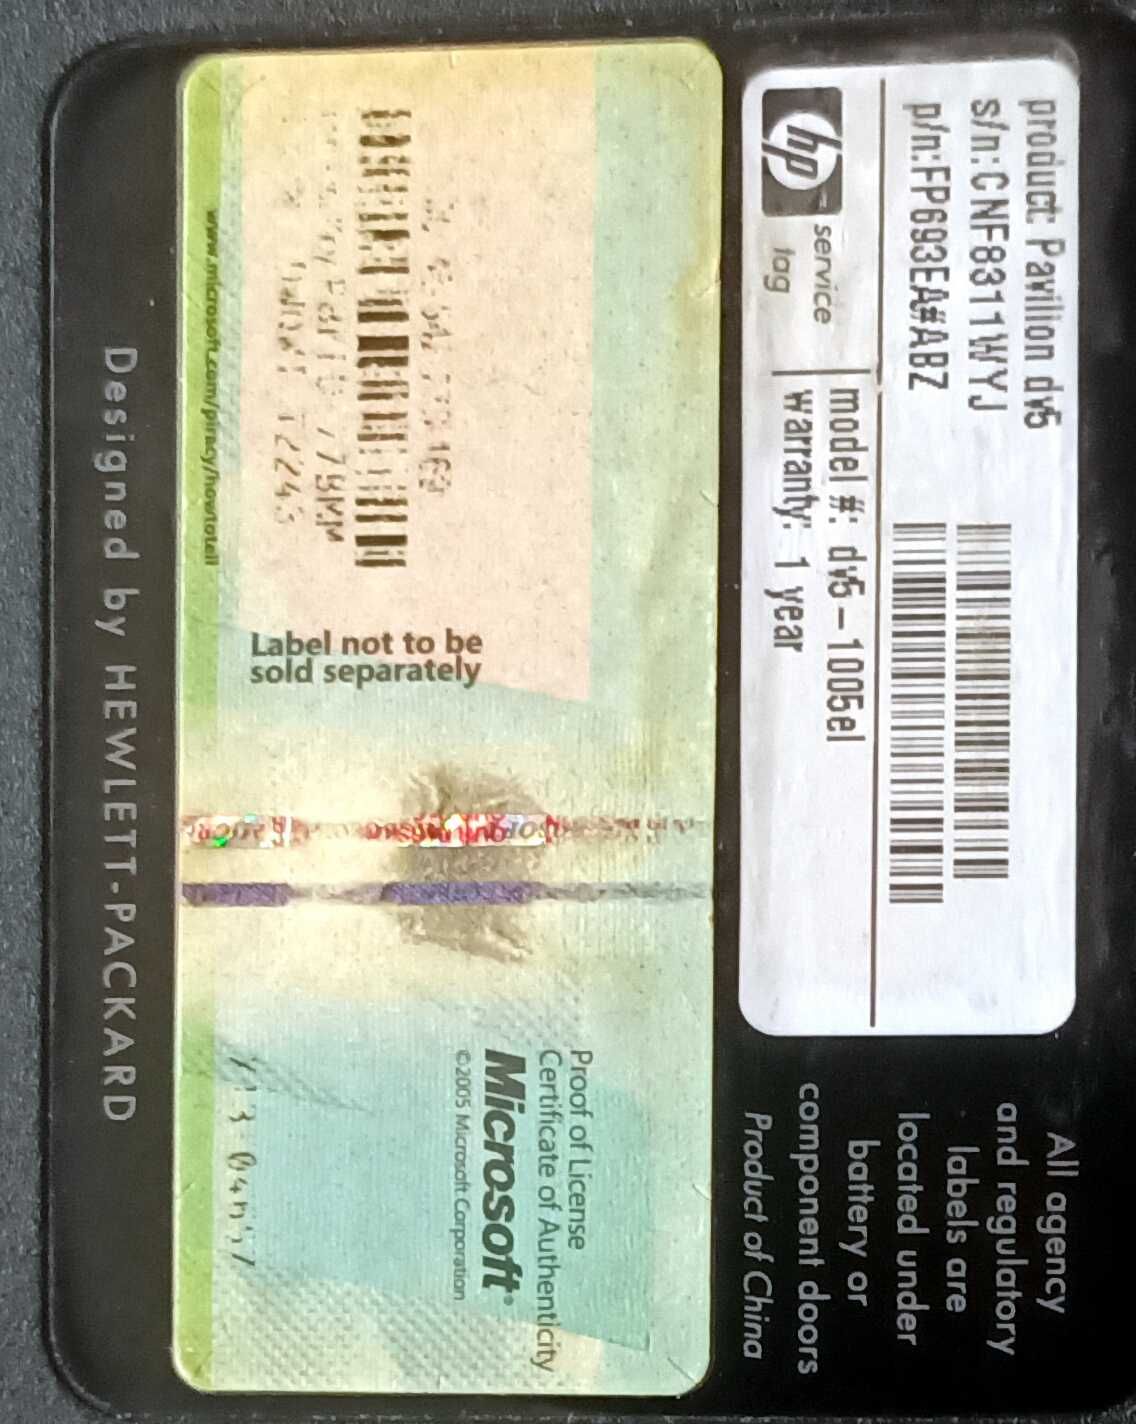 product: Pavilion dv5
s/n:CNF8311WYJ
p/n:FP693EA#ABZ
hp service tag
model #: dv5-1005el
warranty: 1 year
All agency
and regulatory
labels are
located under
battery or
component doors
Product of China
Label not to be
sold separately
www.microsoft.com/piracy/howtotell
Proof of License
Certificate of Authenticity
Microsoft®
©2005 Microsoft Corporation
Designed by HEWLETT-PACKARD